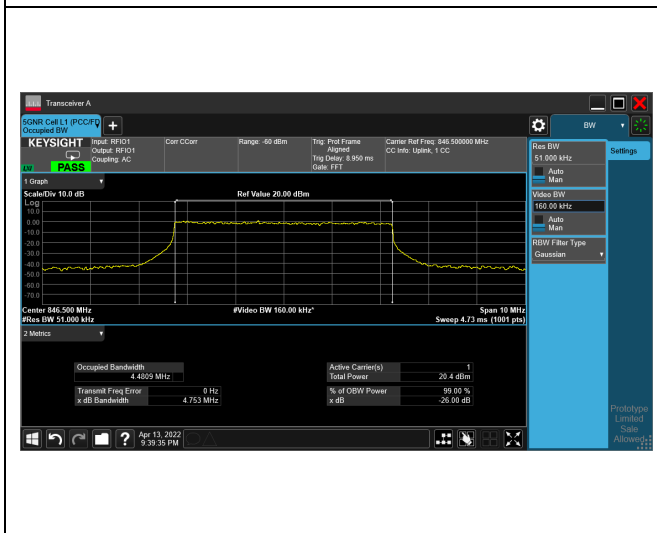 Transceiver A
5GNR Cell L1 (PCC/FD
Occupied BW
BW
KEYSIGHT
LXI
PASS
Input: RFIO1
Output: RFIO1
Coupling: AC
Corr CCorr
Range: -60 dBm
Trig: Prot Frame
Aligned
Trig Delay: 8.950 ms
Gate: FFT
Carrier Ref Freq: 846.500000 MHz
CC Info: Uplink, 1 CC
1 Graph
Scale/Div 10.0 dB
Ref Value 20.00 dBm
Log
10.0
0.00
-10.0
-20.0
-30.0
-40.0
-50.0
-60.0
-70.0
Center 846.500 MHz
#Video BW 160.00 kHz*
Span 10 MHz
#Res BW 51.000 kHz
Sweep 4.73 ms (1001 pts)
2 Metrics
Occupied Bandwidth
4.4809 MHz
Transmit Freq Error 0 Hz
x dB Bandwidth 4.753 MHz
Active Carrier(s) 1
Total Power 20.4 dBm
% of OBW Power 99.00 %
x dB -26.00 dB
Apr 13, 2022
9:39:35 PM
Res BW
51.000 kHz
Auto
Man
Video BW
160.00 kHz
Auto
Man
RBW Filter Type
Gaussian
Settings
Prototype
Limited
Sale
Allowed